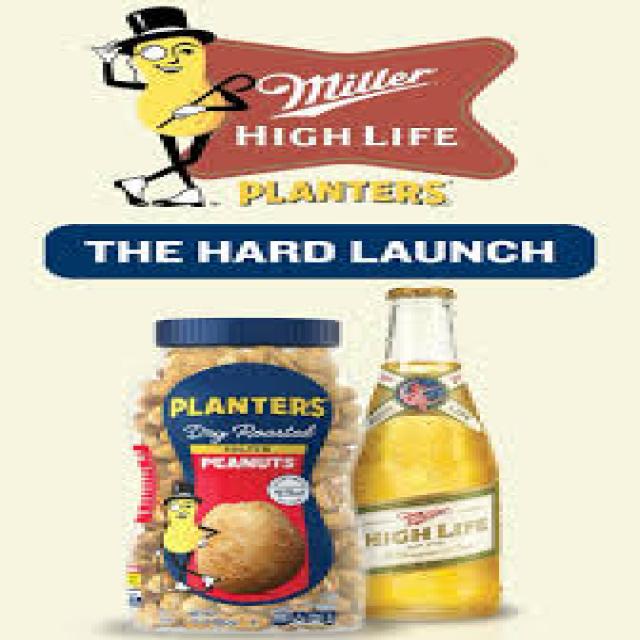 Miller
HIGH LIFE
PLANTERS
THE HARD LAUNCH
PLANTERS
Dry Roasted
PEANUTS
Miller
HIGH LIFE